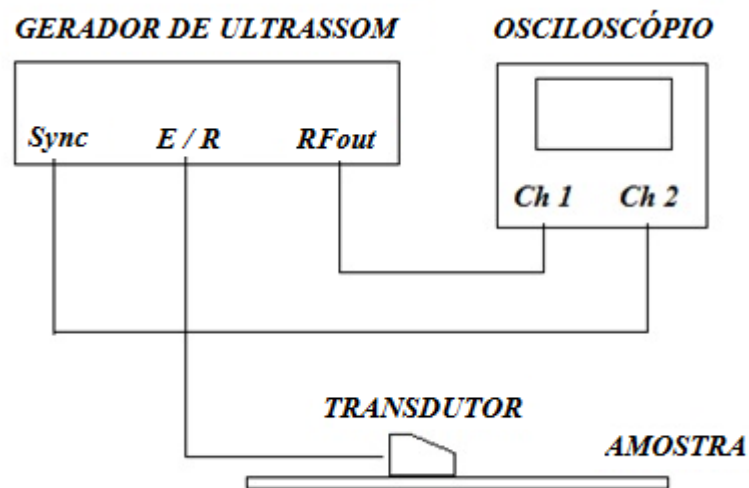 GERADOR DE ULTRASSOM
OSCILOSCÓPIO
Sync E / R RFout
Ch 1 Ch 2
TRANSDUTOR
AMOSTRA